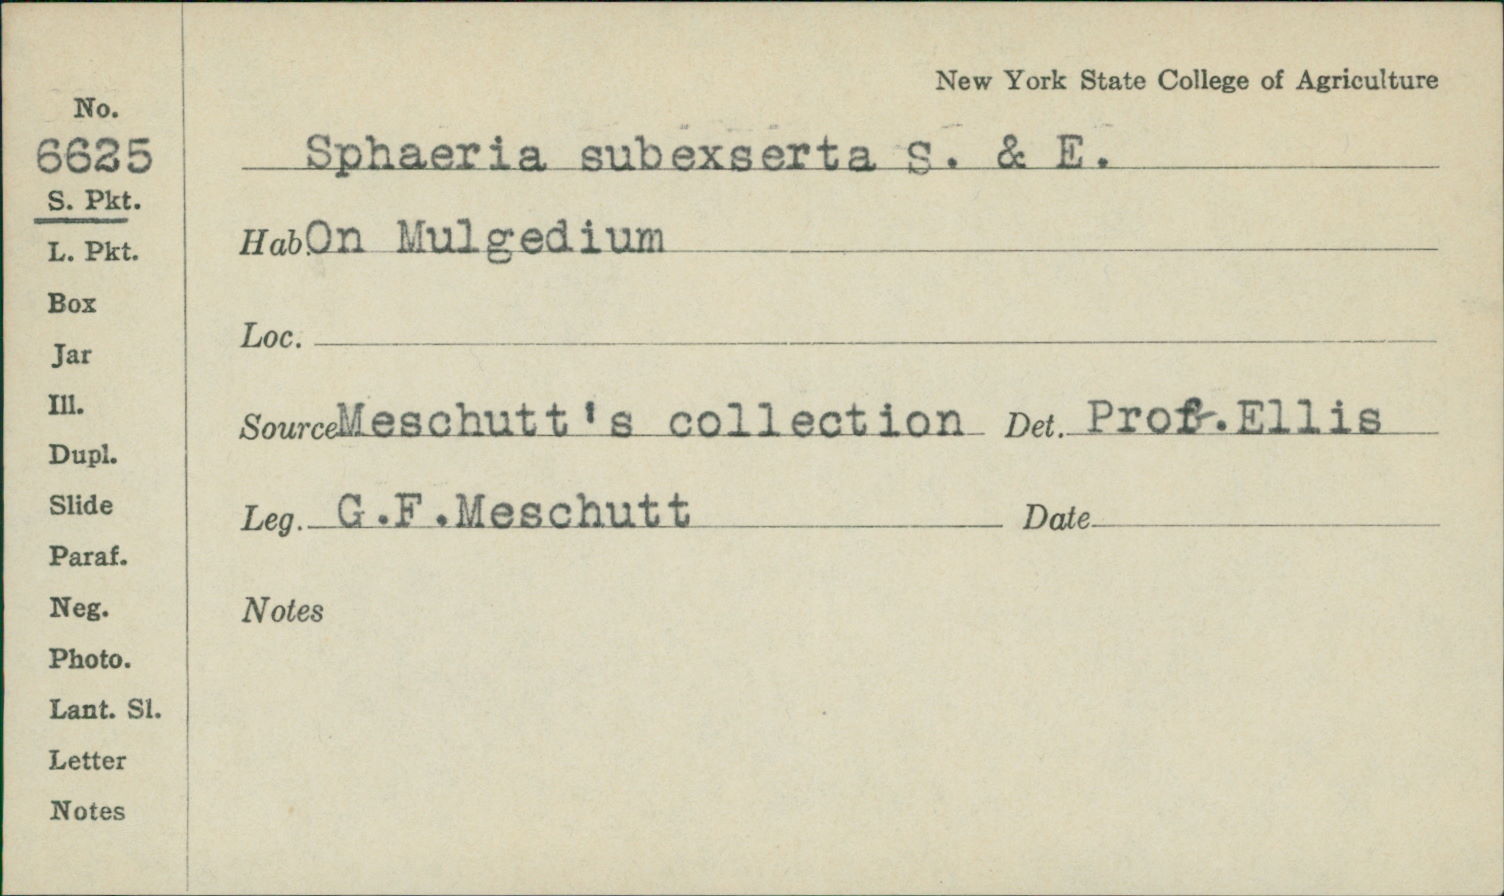 New York State College of Agriculture
No.
6625
S. Pkt.
L. Pkt.
Box
Jar
Ill.
Dupl.
Slide
Paraf.
Neg.
Photo.
Lant. Sl.
Letter
Notes
Sphaeria subexserta S. & E.
Hab. On Mulgedium
Loc.
Source Meschutt's collection Det. Prof.Ellis
Leg. G.F.Meschutt Date
Notes